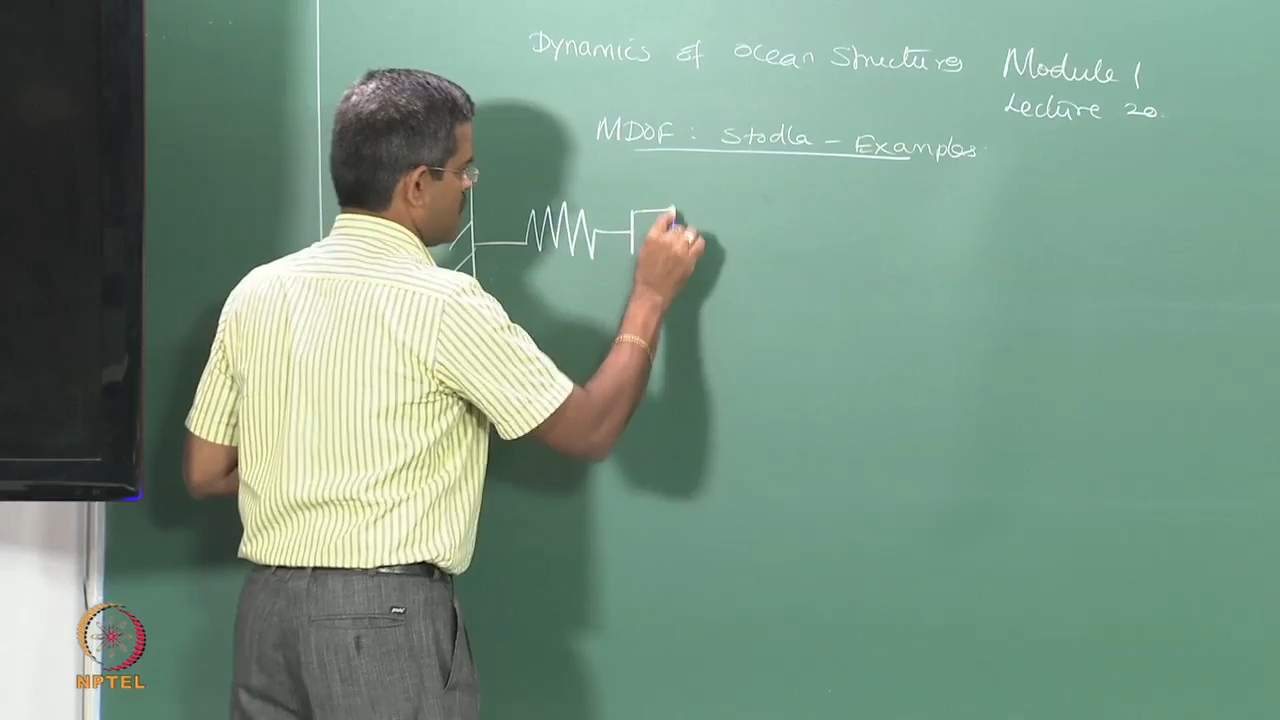 Dynamics of ocean structures Module 1
Lecture 20.
MDOF : Stodla - Examples
NPTEL